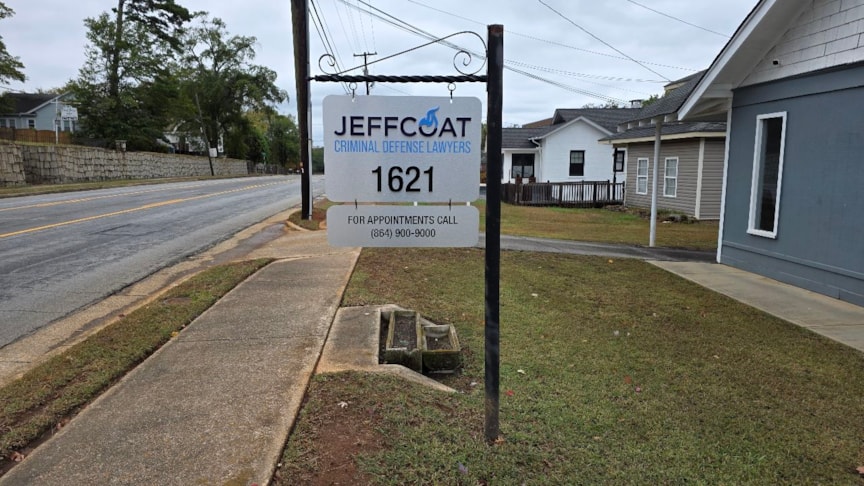 JEFFCOAT
CRIMINAL DEFENSE LAWYERS
1621
FOR APPOINTMENTS CALL
(864) 900-9000